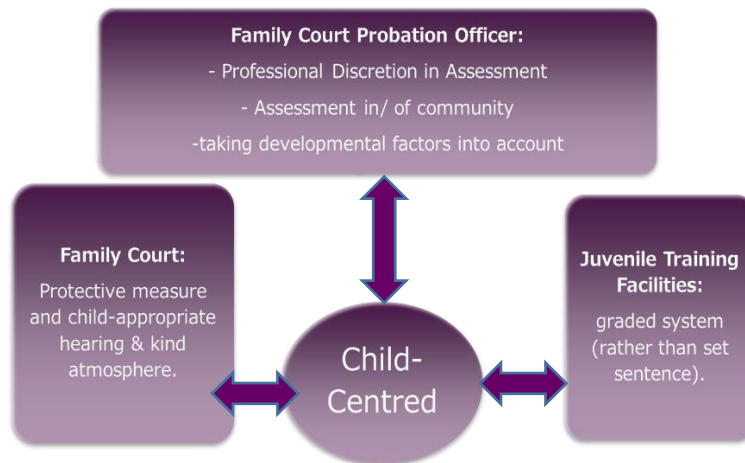 Family Court Probation Officer:
- Professional Discretion in Assessment
- Assessment in/ of community
-taking developmental factors into account
Family Court:
Protective measure
and child-appropriate
hearing & kind
atmosphere.
Child-
Centred
Juvenile Training
Facilities:
graded system
(rather than set
sentence).